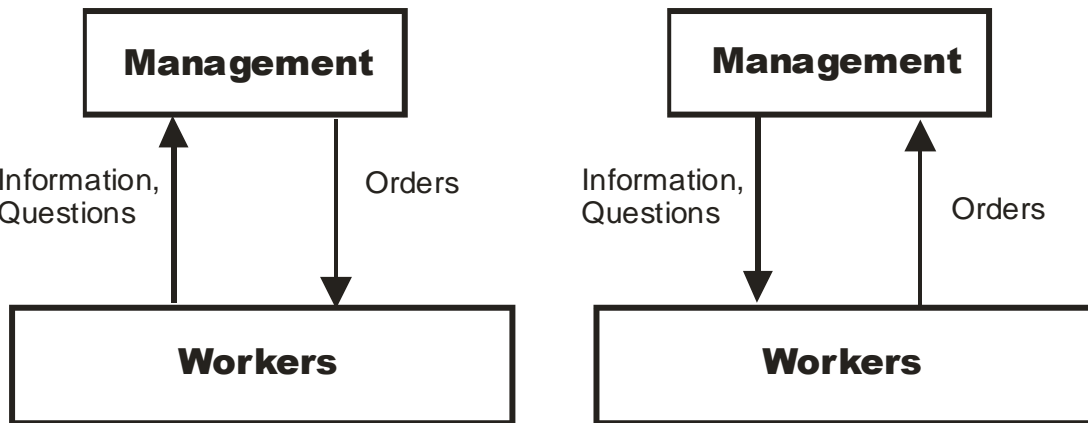 Management
Information,
Questions
Orders
Workers
Management
Information,
Questions
Orders
Workers